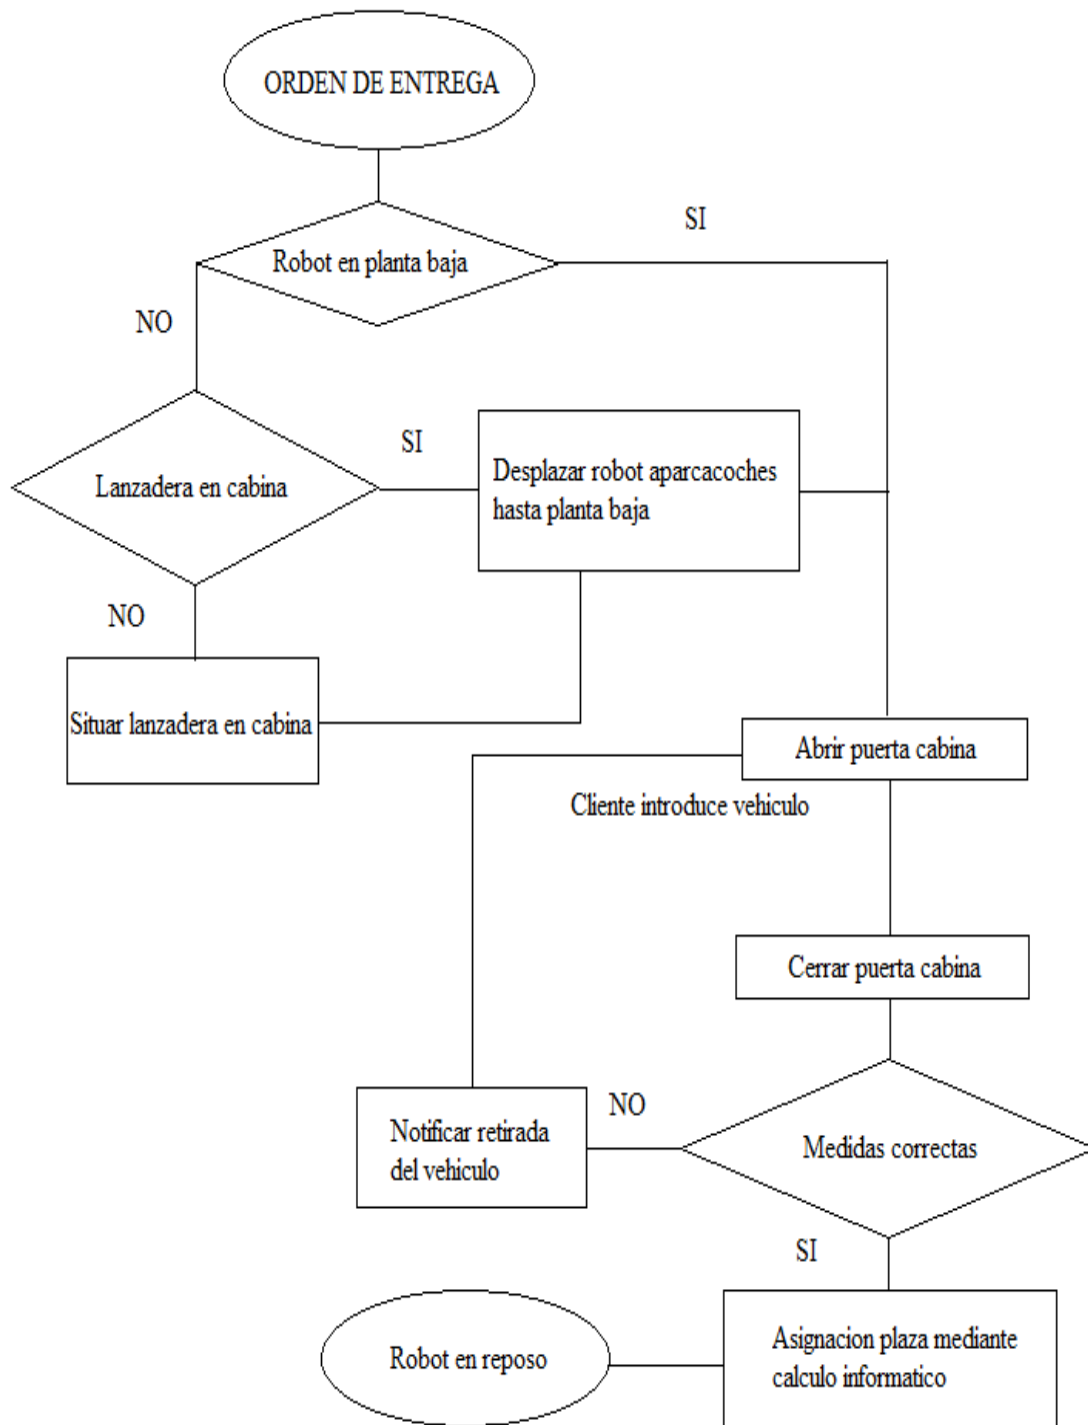 ORDEN DE ENTREGA
SI
Robot en planta baja
NO
SI
Lanzadera en cabina
Desplazar robot aparcacoches
hasta planta baja
NO
Situar lanzadera en cabina
Abrir puerta cabina
Cliente introduce vehiculo
Cerrar puerta cabina
NO
Notificar retirada
del vehiculo
Medidas correctas
SI
Robot en reposo
Asignacion plaza mediante
calculo informatico